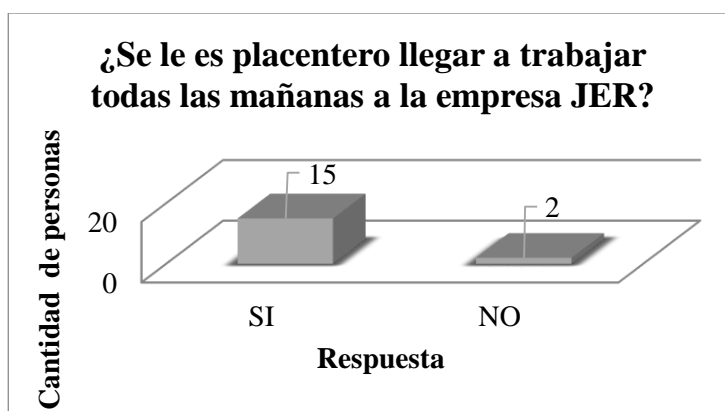 ¿Se le es placentero llegar a trabajar
todas las mañanas a la empresa JER?
Cantidad de personas
20
0
15
2
SI
NO
Respuesta